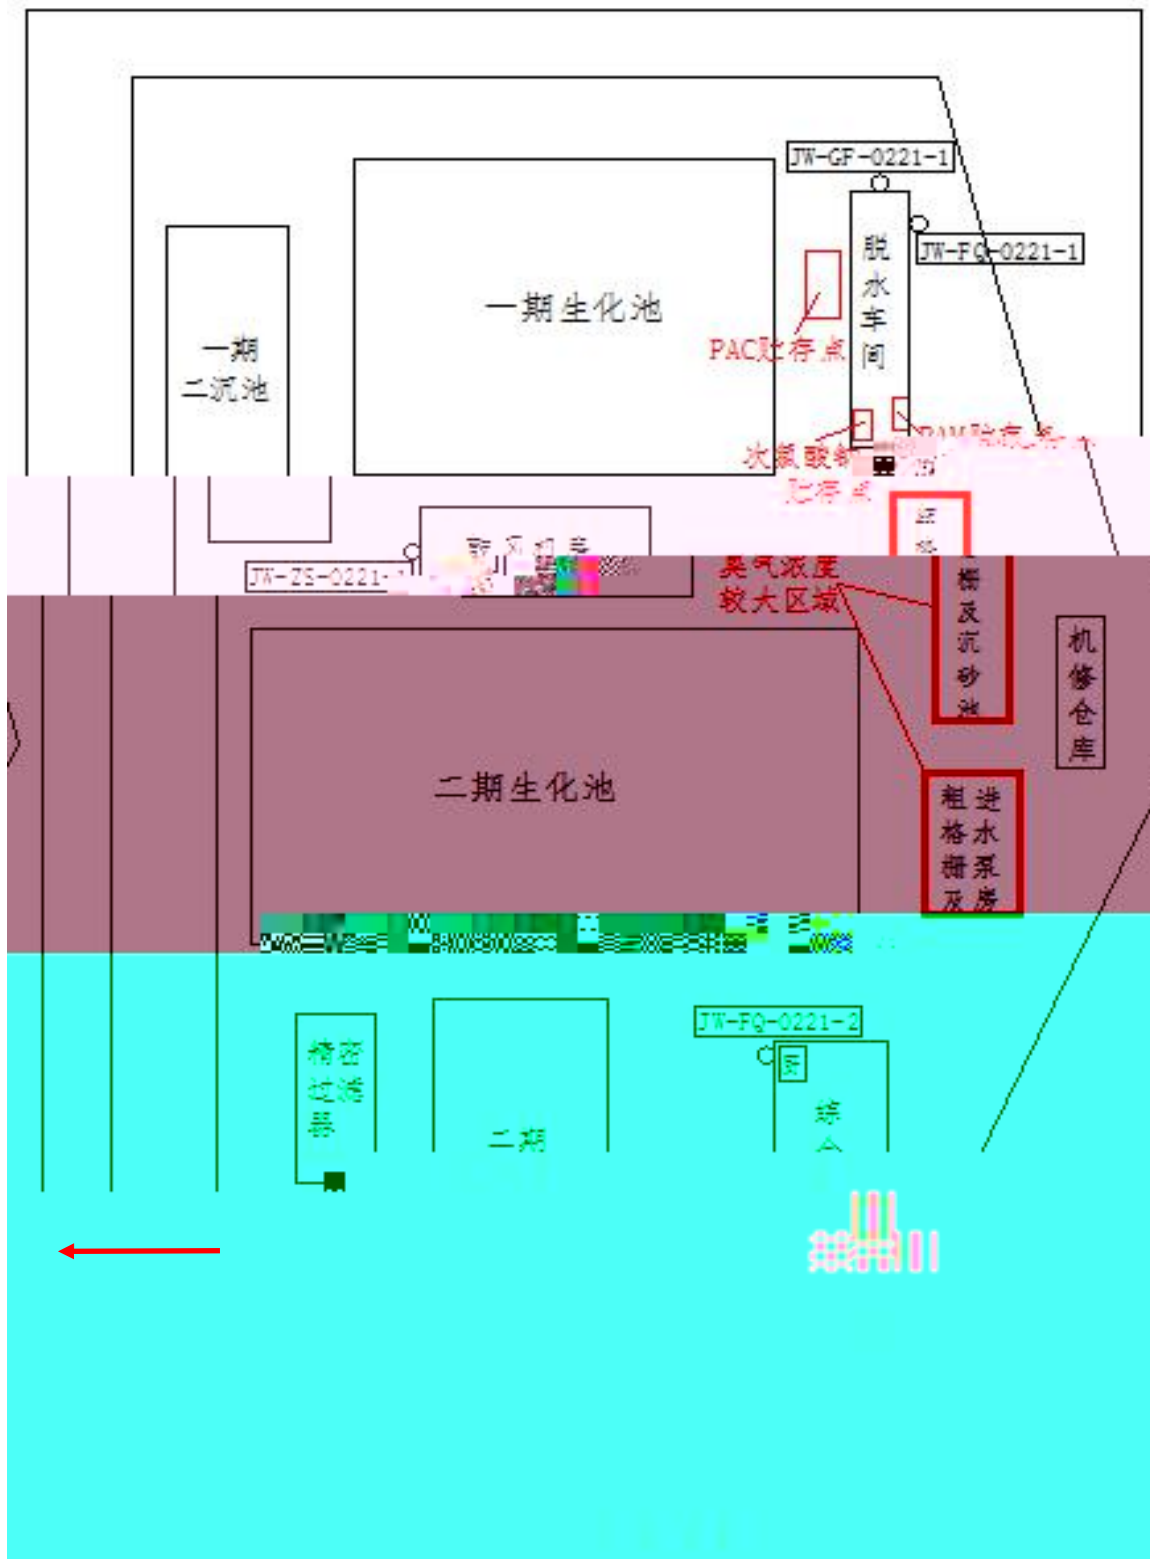 JW-GF-0221-1
JW-FQ-0221-1
脱水车间
一期生化池
PAC贮存点
一期
二沉池
次氯酸
贮存点
JW-ZS-0221-
臭气浓度
较大区域
栅及沉砂池
机修仓库
二期生化池
粗格栅及
进水泵房
JW-FQ-0221-2
精密
过滤
器
二期
综